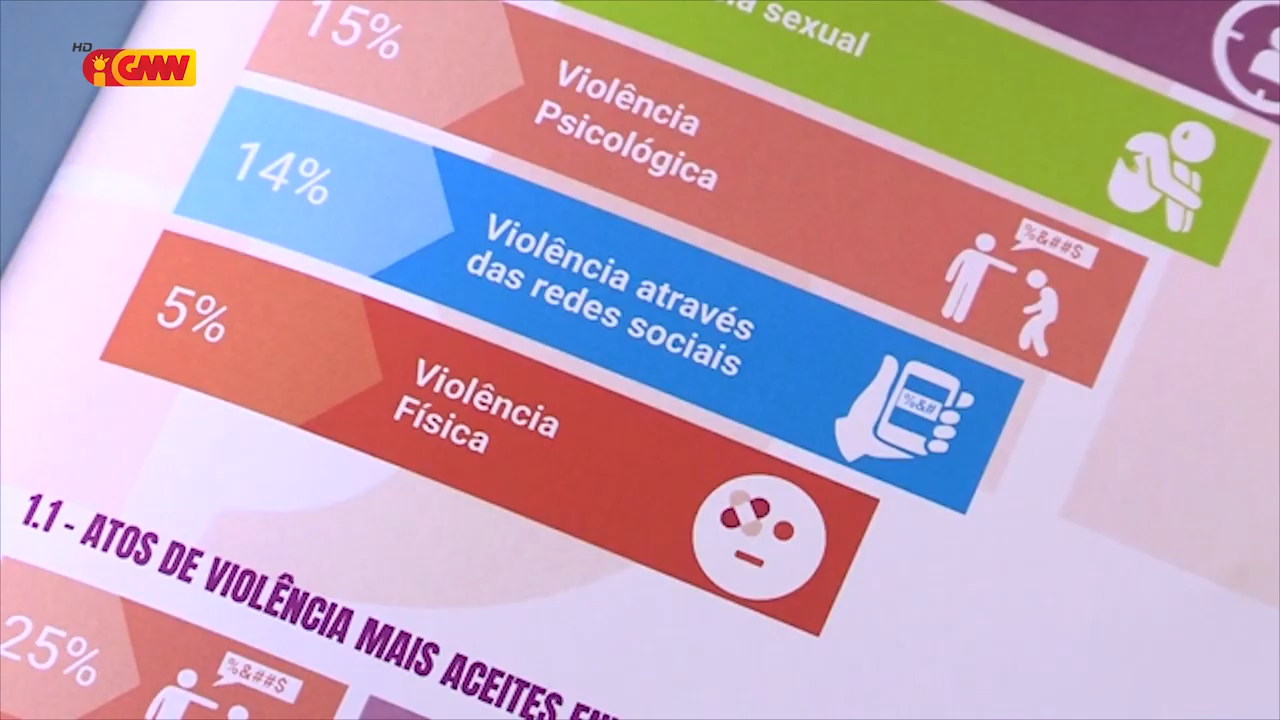 HD
GMN
15%
sexual
Violência
Psicológica
%&##$
14%
Violência através
das redes sociais
%&#
5%
Violência
Física
1.1 - ATOS DE VIOLÊNCIA MAIS ACEITES
25%
%&##$